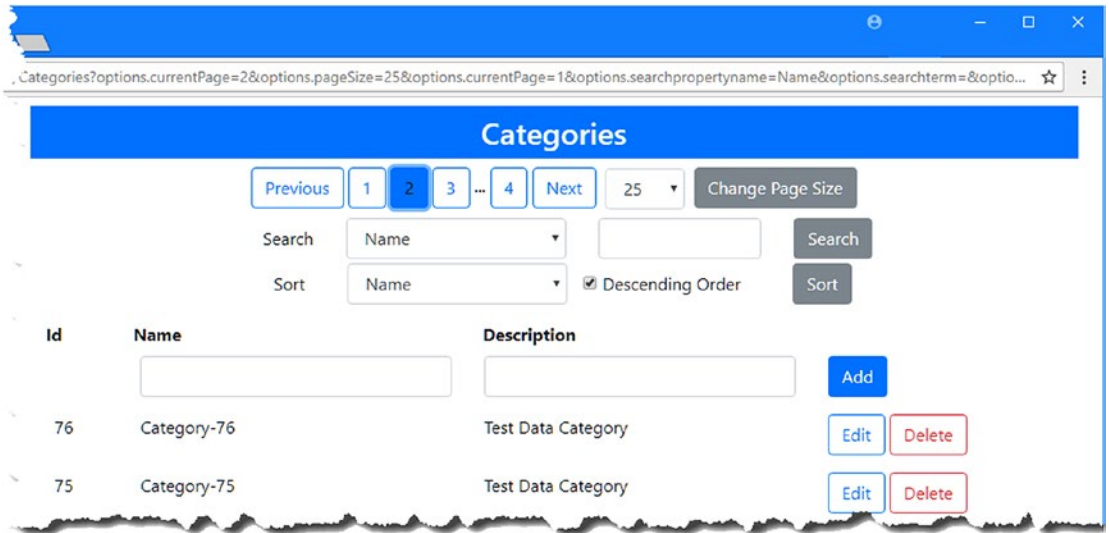 Categories?options.currentPage=2&options.pageSize=25&options.currentPage=1&options.searchpropertyname=Name&options.searchterm=&optio...
Categories
Previous 1 2 3 ... 4 Next 25 Change Page Size
Search Name Search
Sort Name Descending Order Sort
Id Name Description
Add
76 Category-76 Test Data Category Edit Delete
75 Category-75 Test Data Category Edit Delete